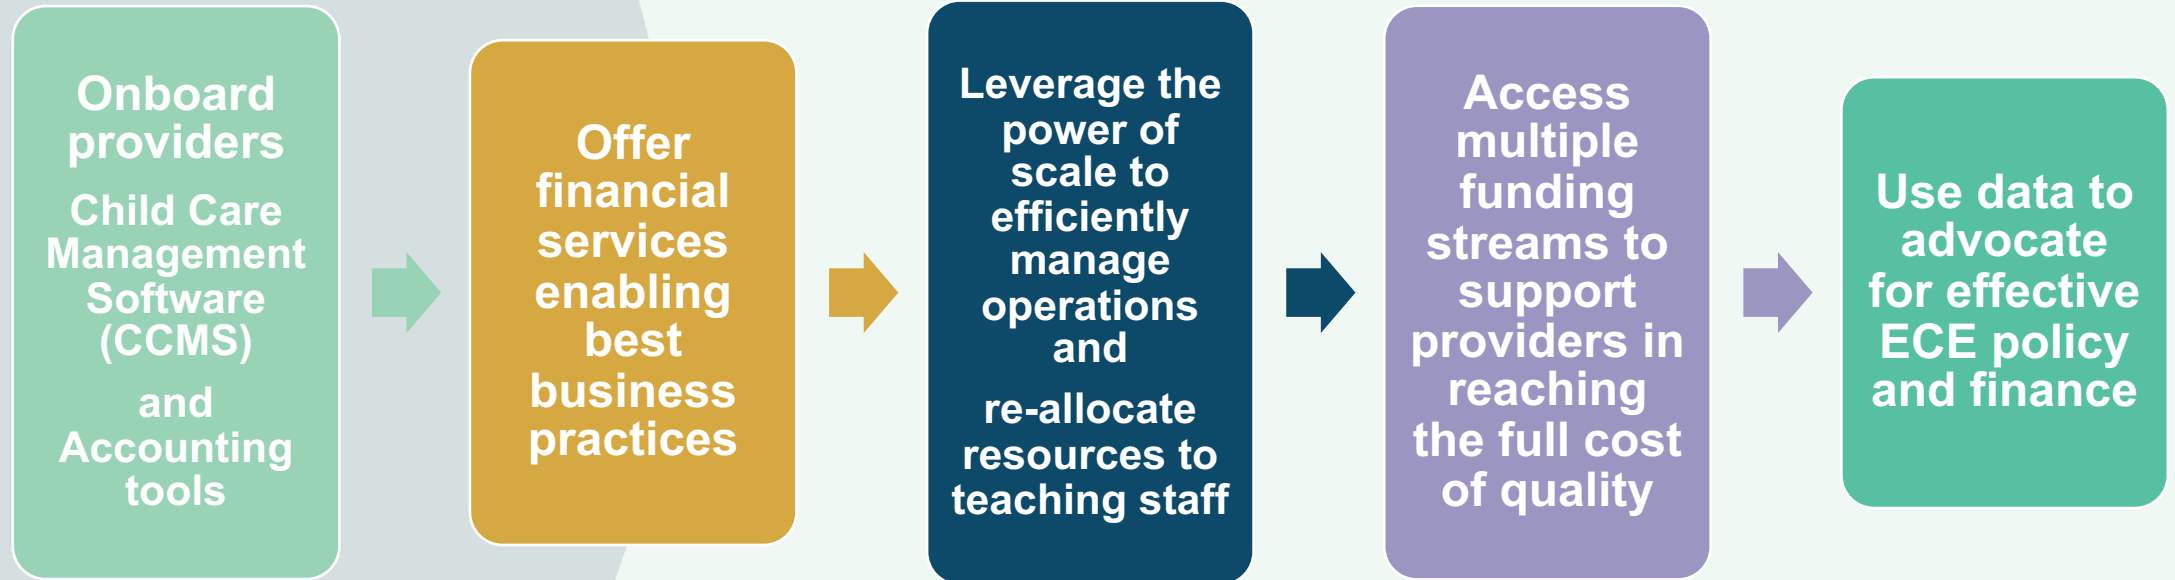 Onboard
providers
Child Care
Management
Software
(CCMS)
and
Accounting
tools
Offer
financial
services
enabling
best
business
practices
Leverage the
power of
scale to
efficiently
manage
operations
and
re-allocate
resources to
teaching staff
Access
multiple
funding
streams to
support
providers in
reaching
the full cost
of quality
Use data to
advocate
for effective
ECE policy
and finance